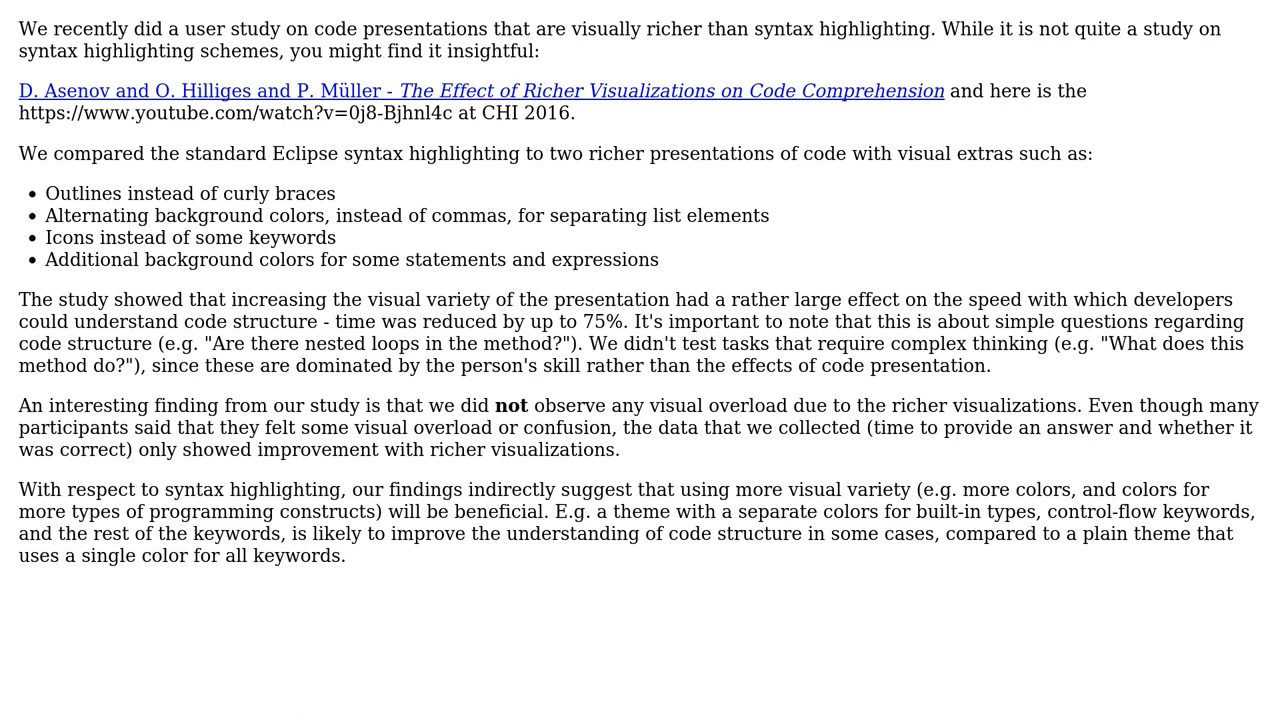 We recently did a user study on code presentations that are visually richer than syntax highlighting. While it is not quite a study on
syntax highlighting schemes, you might find it insightful:
D. Asenov and O. Hilliges and P. Müller - The Effect of Richer Visualizations on Code Comprehension and here is the
https://www.youtube.com/watch?v=0j8-Bjhnl4c at CHI 2016.
We compared the standard Eclipse syntax highlighting to two richer presentations of code with visual extras such as:
• Outlines instead of curly braces
• Alternating background colors, instead of commas, for separating list elements
• Icons instead of some keywords
• Additional background colors for some statements and expressions
The study showed that increasing the visual variety of the presentation had a rather large effect on the speed with which developers
could understand code structure - time was reduced by up to 75%. It's important to note that this is about simple questions regarding
code structure (e.g. "Are there nested loops in the method?"). We didn't test tasks that require complex thinking (e.g. "What does this
method do?"), since these are dominated by the person's skill rather than the effects of code presentation.
An interesting finding from our study is that we did not observe any visual overload due to the richer visualizations. Even though many
participants said that they felt some visual overload or confusion, the data that we collected (time to provide an answer and whether it
was correct) only showed improvement with richer visualizations.
With respect to syntax highlighting, our findings indirectly suggest that using more visual variety (e.g. more colors, and colors for
more types of programming constructs) will be beneficial. E.g. a theme with a separate colors for built-in types, control-flow keywords,
and the rest of the keywords, is likely to improve the understanding of code structure in some cases, compared to a plain theme that
uses a single color for all keywords.